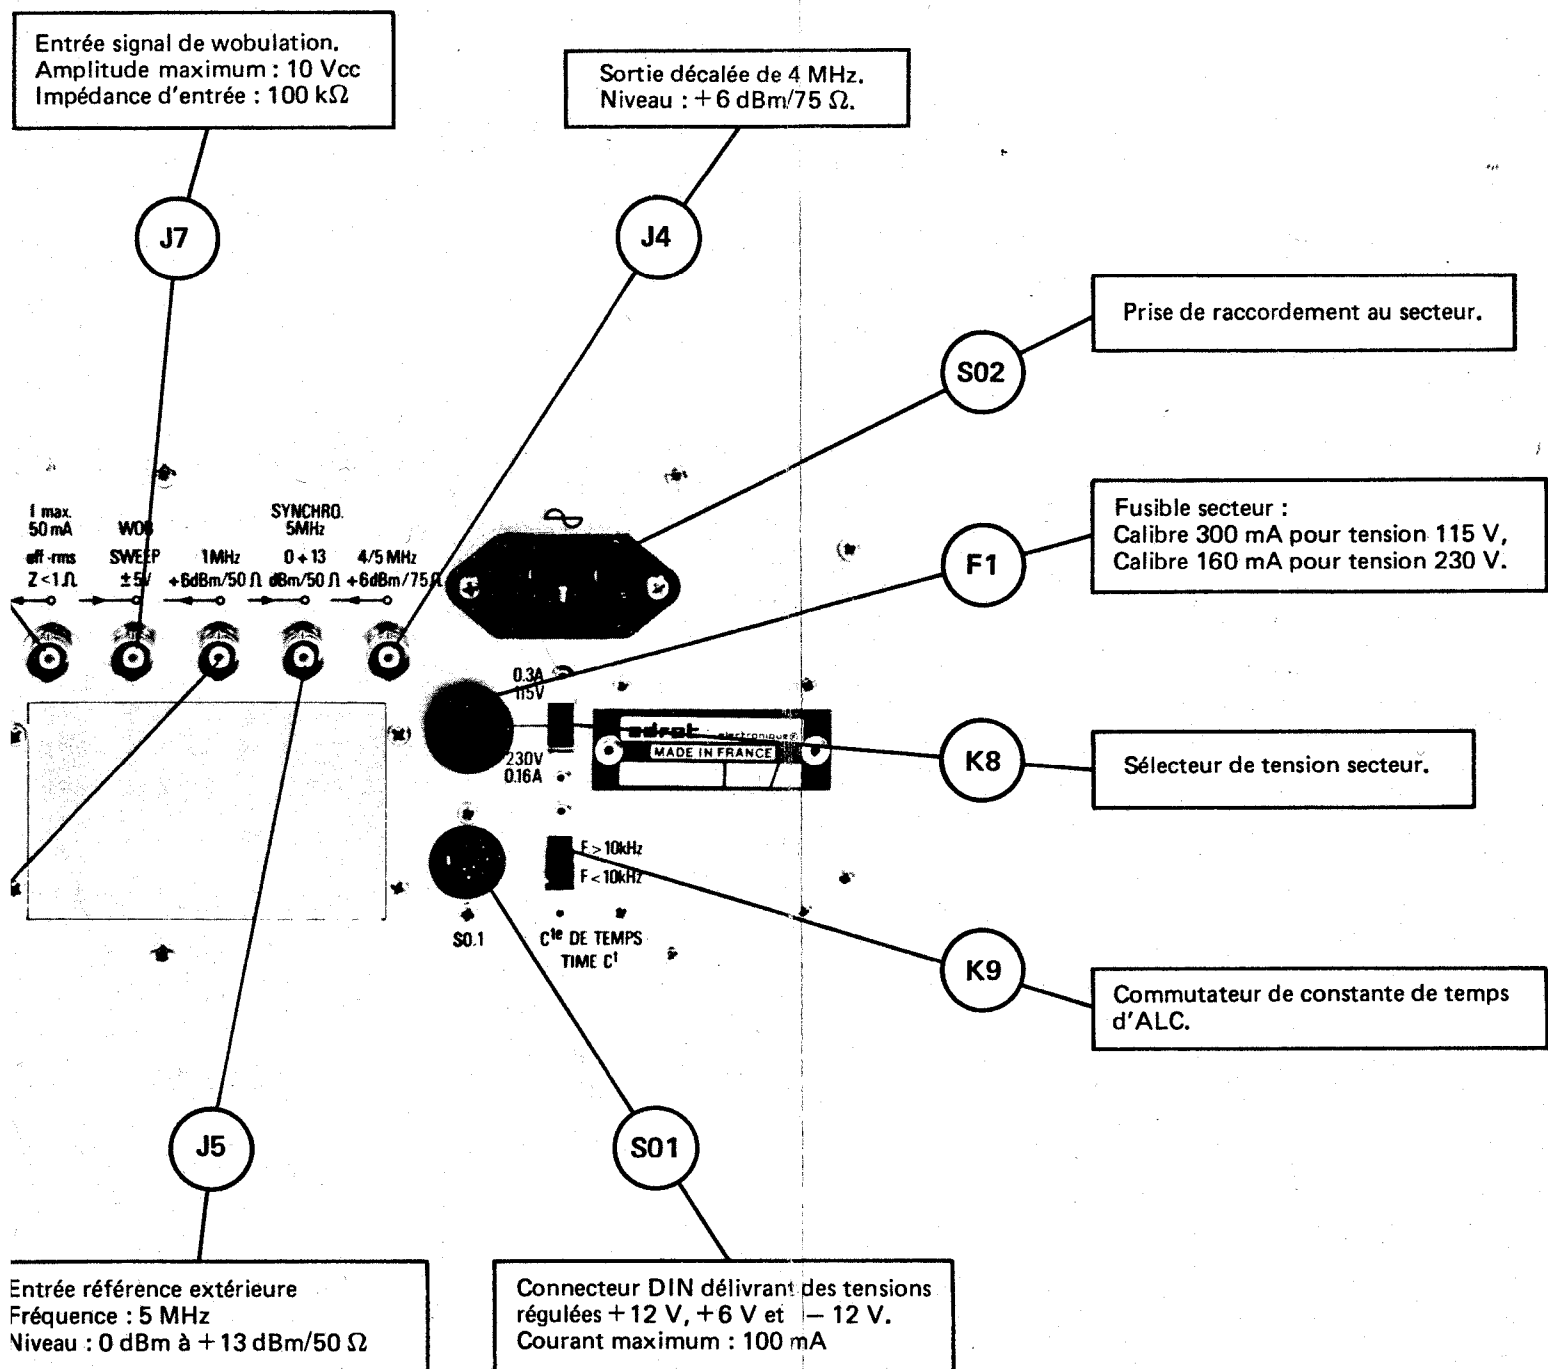 Entrée signal de wobulation.
Amplitude maximum : 10 Vcc
Impédance d'entrée : 100 kΩ
Sortie décalée de 4 MHz.
Niveau : +6 dBm/75 Ω.
J7
J4
Prise de raccordement au secteur.
S02
Fusible secteur :
Calibre 300 mA pour tension 115 V,
Calibre 160 mA pour tension 230 V.
F1
I max.
50 mA
eff-rms
Z<1Ω
WOB
SWEEP
±5V
1MHz
+6dBm/50 Ω
SYNCHRO.
5MHz
0+13
dBm/50 Ω
4/5 MHz
+6dBm/75Ω
0.3A
115V
230V
0.16A
adret électronique
MADE IN FRANCE
K8
Sélecteur de tension secteur.
F>10kHz
F<10kHz
S0.1
Cte DE TEMPS
TIME Ct
K9
Commutateur de constante de temps
d'ALC.
J5
S01
Entrée référence extérieure
Fréquence : 5 MHz
Niveau : 0 dBm à +13 dBm/50 Ω
Connecteur DIN délivrant des tensions
régulées +12 V, +6 V et – 12 V.
Courant maximum : 100 mA